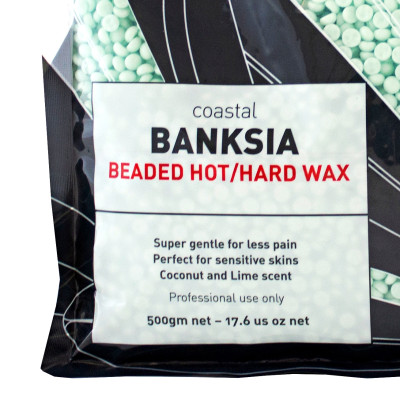 coastal
BANKSIA
BEADED HOT/HARD WAX
Super gentle for less pain
Perfect for sensitive skins
Coconut and Lime scent
Professional use only
500gm net – 17.6 us oz net